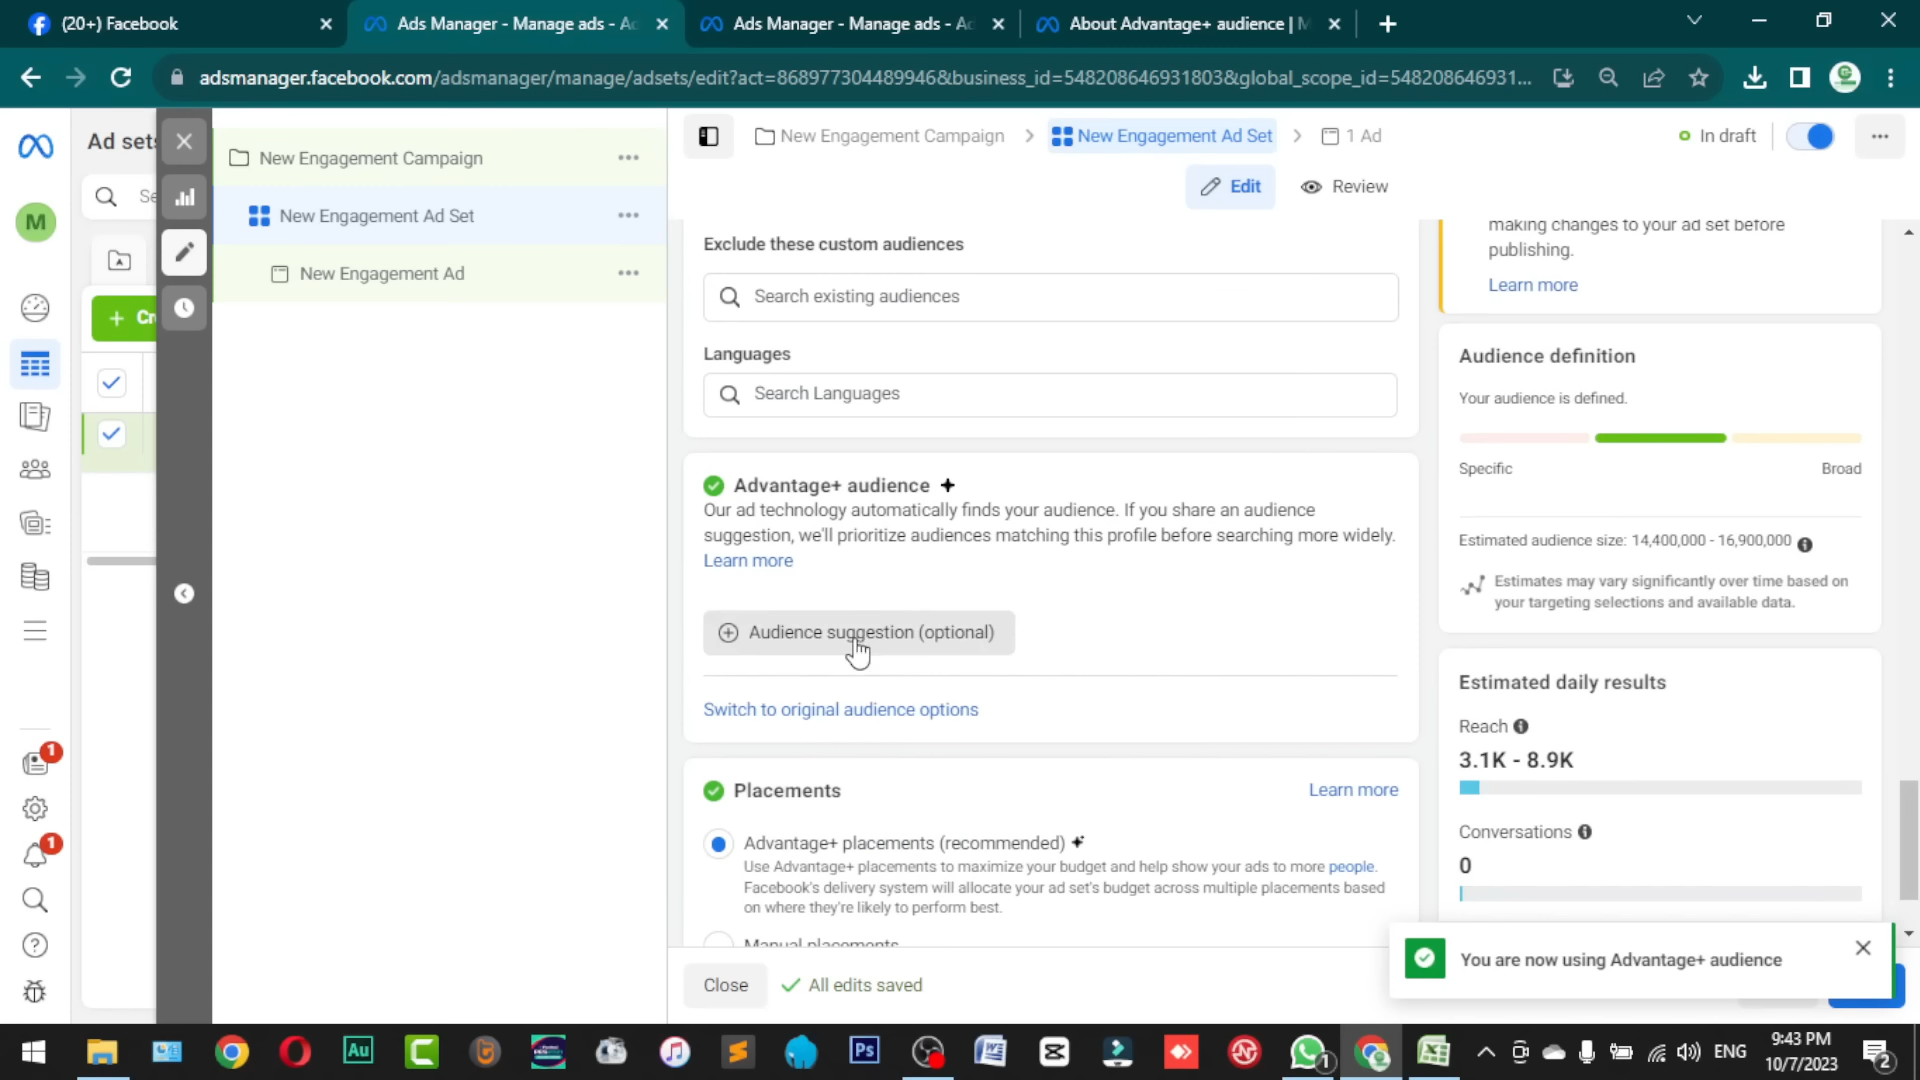 (20+) Facebook
Ads Manager - Manage ads - Ad
Ads Manager - Manage ads - Ad
About Advantage+ audience | M
adsmanager.facebook.com/adsmanager/manage/adsets/edit?act=868977304489946&business_id=548208646931803&global_scope_id=548208646931...
Ad sets
Se
M
+ Cr
New Engagement Campaign
New Engagement Ad Set
New Engagement Ad
New Engagement Campaign
New Engagement Ad Set
1 Ad
In draft
Edit
Review
Exclude these custom audiences
Search existing audiences
Languages
Search Languages
Advantage+ audience
Our ad technology automatically finds your audience. If you share an audience
suggestion, we'll prioritize audiences matching this profile before searching more widely.
Learn more
Audience suggestion (optional)
Switch to original audience options
Placements
Learn more
Advantage+ placements (recommended)
Use Advantage+ placements to maximize your budget and help show your ads to more people.
Facebook's delivery system will allocate your ad set's budget across multiple placements based
on where they're likely to perform best.
Manual placements
Close
All edits saved
making changes to your ad set before
publishing.
Learn more
Audience definition
Your audience is defined.
Specific
Broad
Estimated audience size: 14,400,000 - 16,900,000
Estimates may vary significantly over time based on
your targeting selections and available data.
Estimated daily results
Reach
3.1K - 8.9K
Conversations
0
You are now using Advantage+ audience
1
1
Au
Ps
1
ENG
9:43 PM
10/7/2023
2